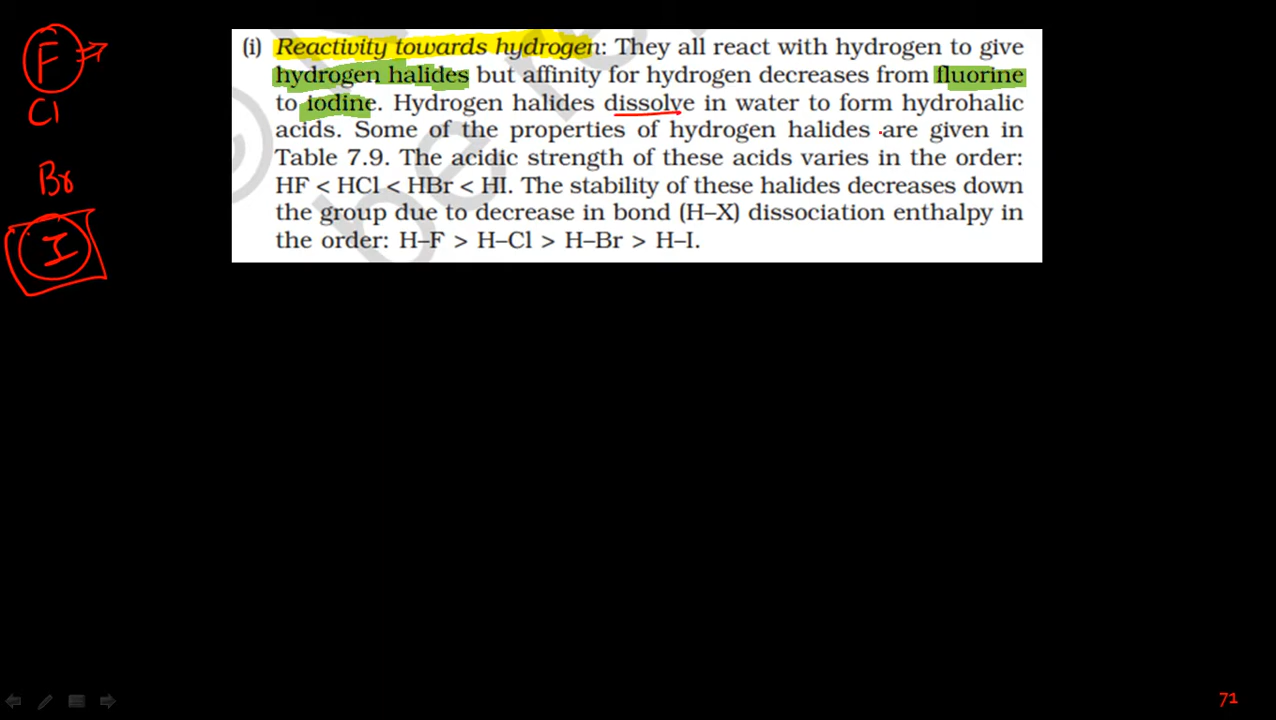 F
Cl
Br
I
(i) Reactivity towards hydrogen: They all react with hydrogen to give
hydrogen halides but affinity for hydrogen decreases from fluorine
to iodine. Hydrogen halides dissolve in water to form hydrohalic
acids. Some of the properties of hydrogen halides are given in
Table 7.9. The acidic strength of these acids varies in the order:
HF < HCl < HBr < HI. The stability of these halides decreases down
the group due to decrease in bond (H–X) dissociation enthalpy in
the order: H–F > H–Cl > H–Br > H–I.
71